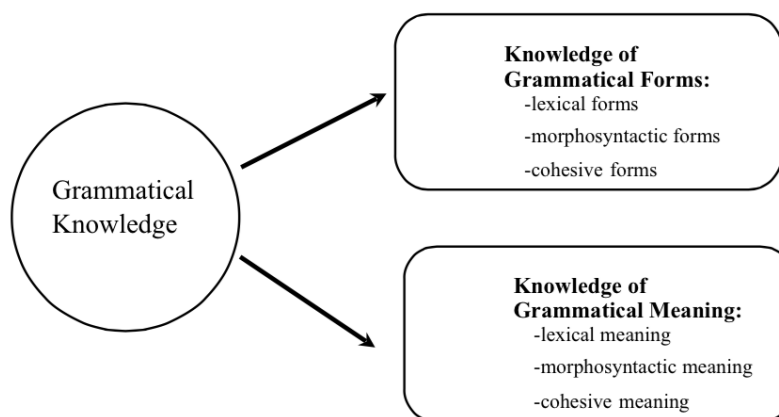 Grammatical
Knowledge
Knowledge of
Grammatical Forms:
-lexical forms
-morphosyntactic forms
-cohesive forms
Knowledge of
Grammatical Meaning:
-lexical meaning
-morphosyntactic meaning
-cohesive meaning